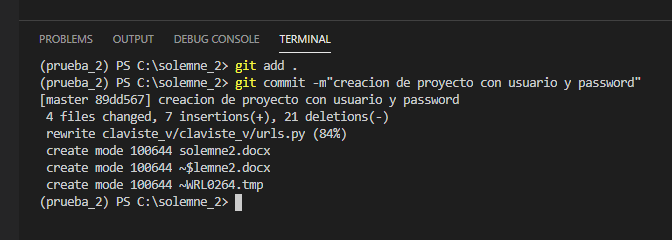 PROBLEMS OUTPUT DEBUG CONSOLE TERMINAL
(prueba_2) PS C:\solemne_2> git add .
(prueba_2) PS C:\solemne_2> git commit -m"creacion de proyecto con usuario y password"
[master 89dd567] creacion de proyecto con usuario y password
 4 files changed, 7 insertions(+), 21 deletions(-)
 rewrite claviste_v/claviste_v/urls.py (84%)
 create mode 100644 solemne2.docx
 create mode 100644 ~$lemne2.docx
 create mode 100644 ~WRL0264.tmp
(prueba_2) PS C:\solemne_2>